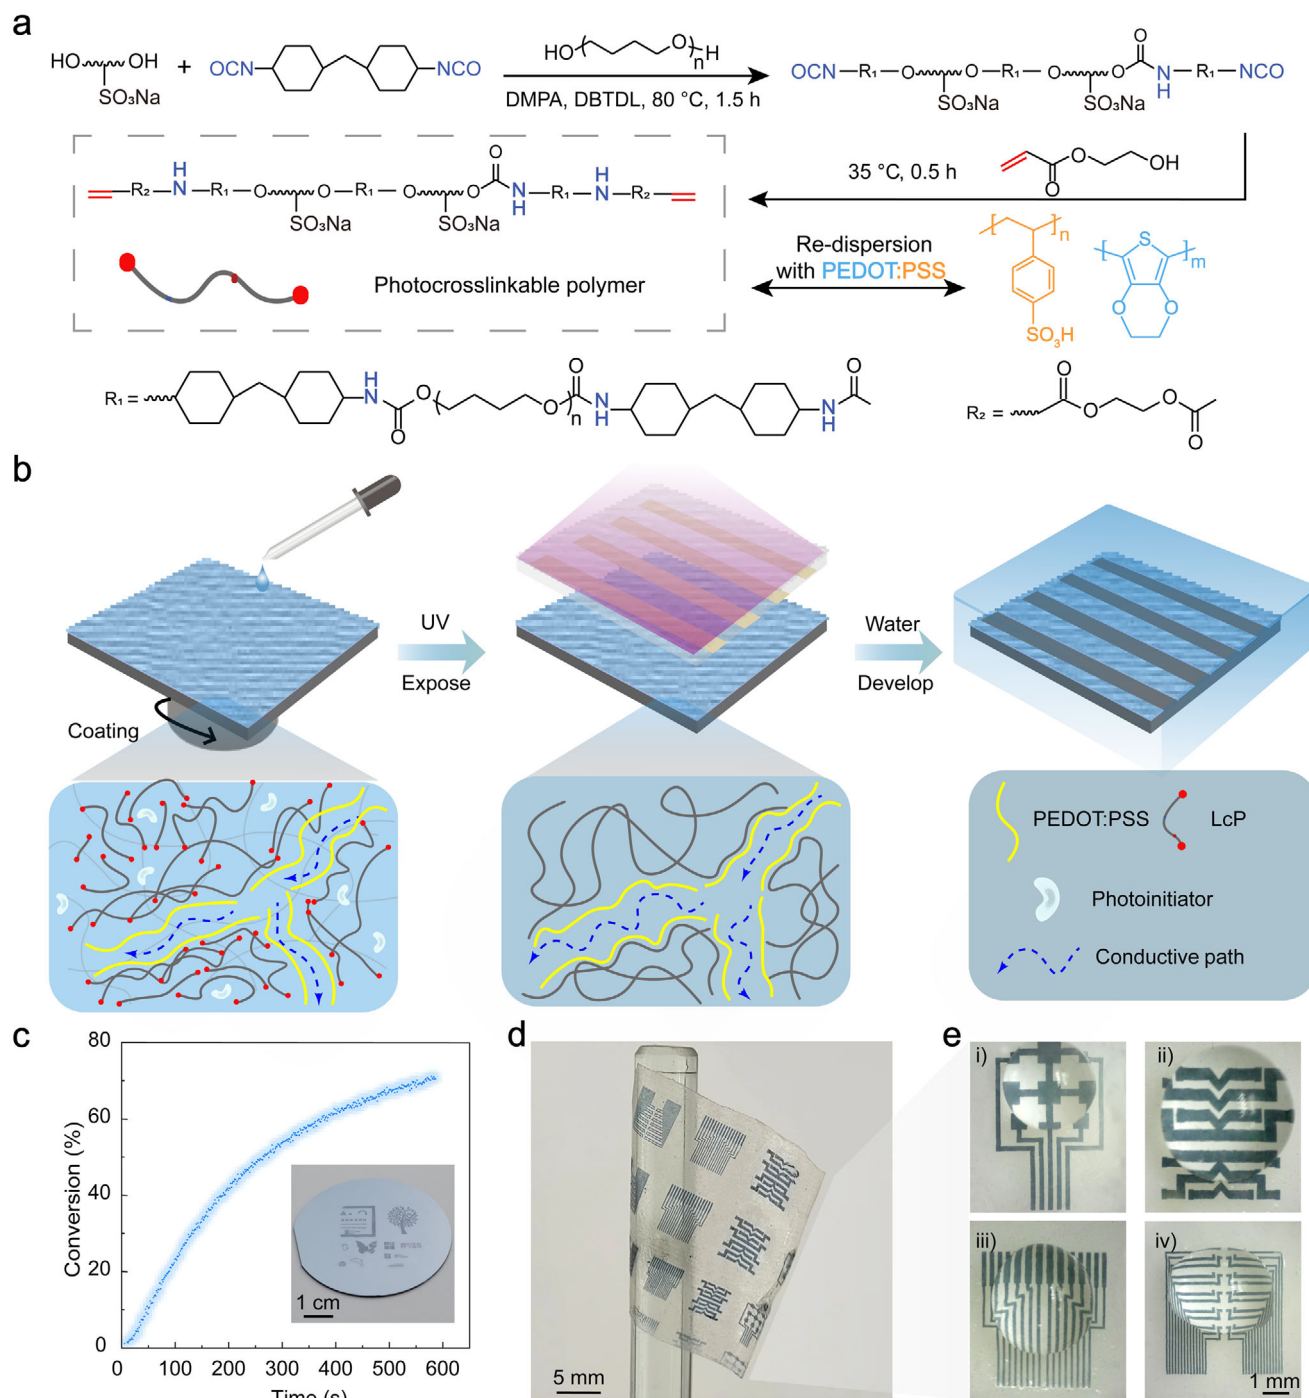 a
HO OH
SO₃Na
+
OCN NCO
HO ( O ) n H
DMPA, DBTDL, 80 °C, 1.5 h
OCN R₁ O R₁ O O O N H R₁ NCO
SO₃Na SO₃Na
R₂ H N R₁ O R₁ O O O N H R₁ H N R₂
SO₃Na SO₃Na
35 °C, 0.5 h
O O OH
Photocrosslinkable polymer
Re-dispersion
with PEDOT:PSS
[ ] n
SO₃H
[ S ] m
O O
R₁ = H N O O ( O ) n O N H N H O
R₂ = O O O O
b
UV
Expose
Water
Develop
Coating
PEDOT:PSS
LcP
Photoinitiator
Conductive path
c
Conversion (%)
80
60
40
20
0
0 100 200 300 400 500 600
Time (s)
1 cm
d
5 mm
e
i)
ii)
iii)
iv)
1 mm